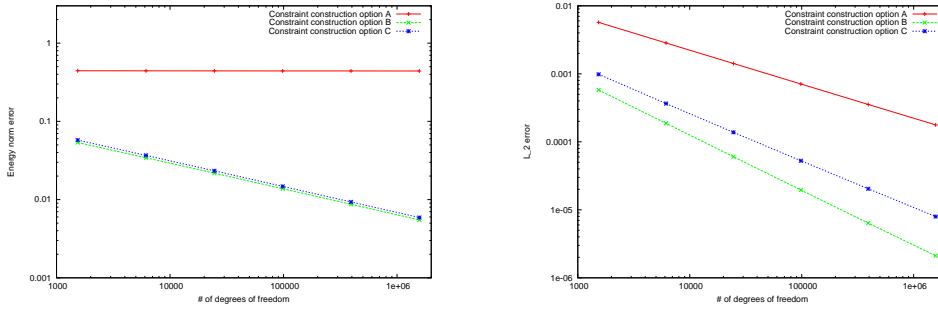 Constraint construction option A
Constraint construction option B
Constraint construction option C
1
0.1
0.01
0.001
Energy norm error
1000
10000
100000
1e+06
# of degrees of freedom
Constraint construction option A
Constraint construction option B
Constraint construction option C
0.01
0.001
0.0001
1e-05
1e-06
L_2 error
1000
10000
100000
1e+06
# of degrees of freedom